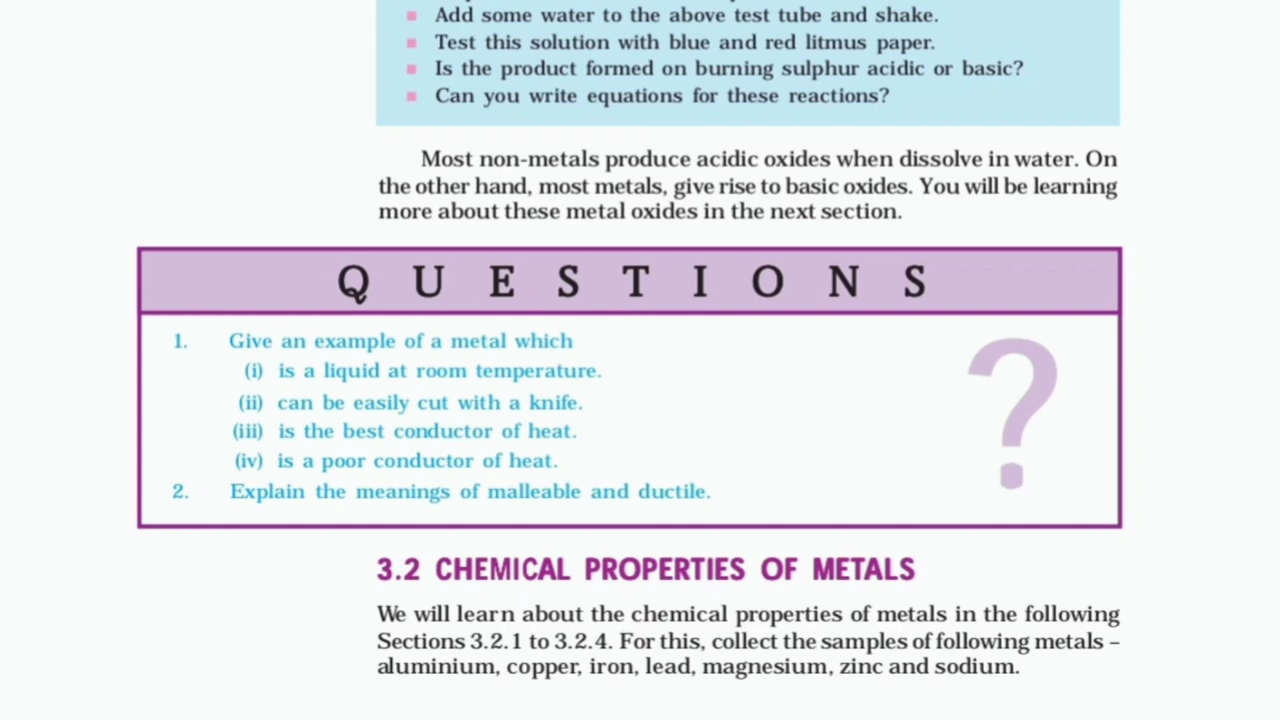 Add some water to the above test tube and shake.
Test this solution with blue and red litmus paper.
Is the product formed on burning sulphur acidic or basic?
Can you write equations for these reactions?
Most non-metals produce acidic oxides when dissolve in water. On
the other hand, most metals, give rise to basic oxides. You will be learning
more about these metal oxides in the next section.
QUESTIONS
1. Give an example of a metal which
(i) is a liquid at room temperature.
(ii) can be easily cut with a knife.
(iii) is the best conductor of heat.
(iv) is a poor conductor of heat.
2. Explain the meanings of malleable and ductile.
?
3.2 CHEMICAL PROPERTIES OF METALS
We will learn about the chemical properties of metals in the following
Sections 3.2.1 to 3.2.4. For this, collect the samples of following metals –
aluminium, copper, iron, lead, magnesium, zinc and sodium.